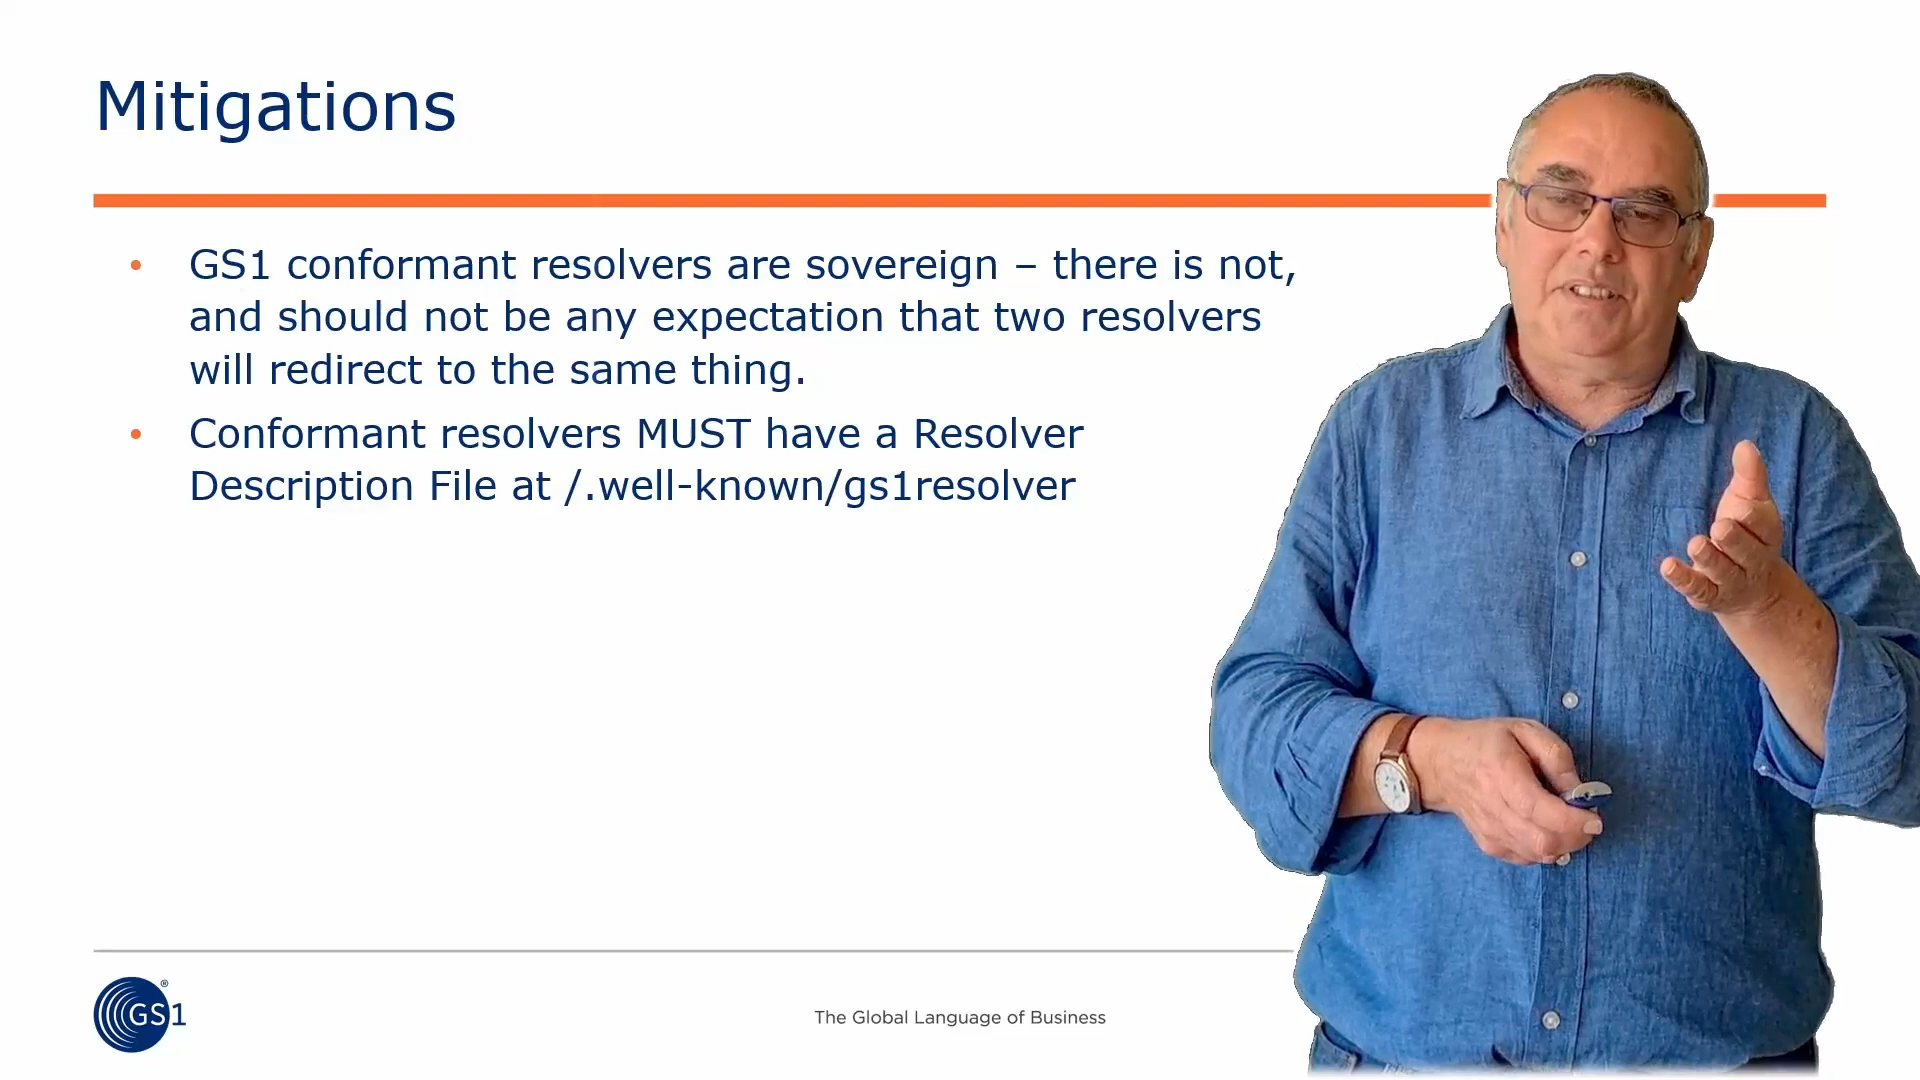 Mitigations
• GS1 conformant resolvers are sovereign – there is not,
and should not be any expectation that two resolvers
will redirect to the same thing.
• Conformant resolvers MUST have a Resolver
Description File at /.well-known/gs1resolver
GS1®
The Global Language of Business